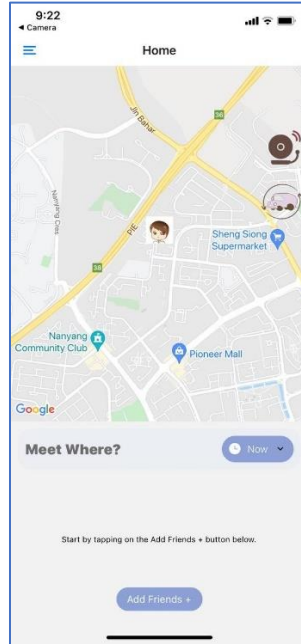 9:22
◀ Camera
Home
Jln Bahar
36
Nanyang Cres
PIE
Sheng Siong
Supermarket
36
Nanyang
Community Club
Pioneer Mall
Google
Meet Where?
Now
Start by tapping on the Add Friends + button below.
Add Friends +